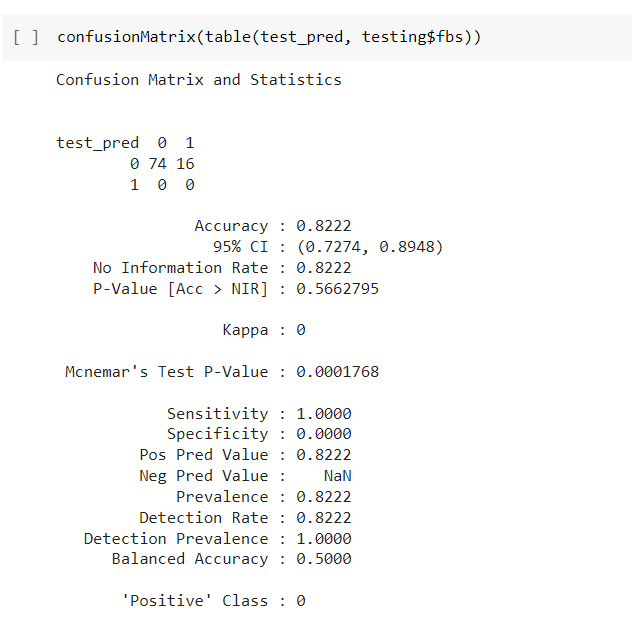 [ ] confusionMatrix(table(test_pred, testing$fbs))
Confusion Matrix and Statistics
test_pred 0 1
0 74 16
1 0 0
Accuracy : 0.8222
95% CI : (0.7274, 0.8948)
No Information Rate : 0.8222
P-Value [Acc > NIR] : 0.5662795
Kappa : 0
Mcnemar's Test P-Value : 0.0001768
Sensitivity : 1.0000
Specificity : 0.0000
Pos Pred Value : 0.8222
Neg Pred Value : NaN
Prevalence : 0.8222
Detection Rate : 0.8222
Detection Prevalence : 1.0000
Balanced Accuracy : 0.5000
'Positive' Class : 0